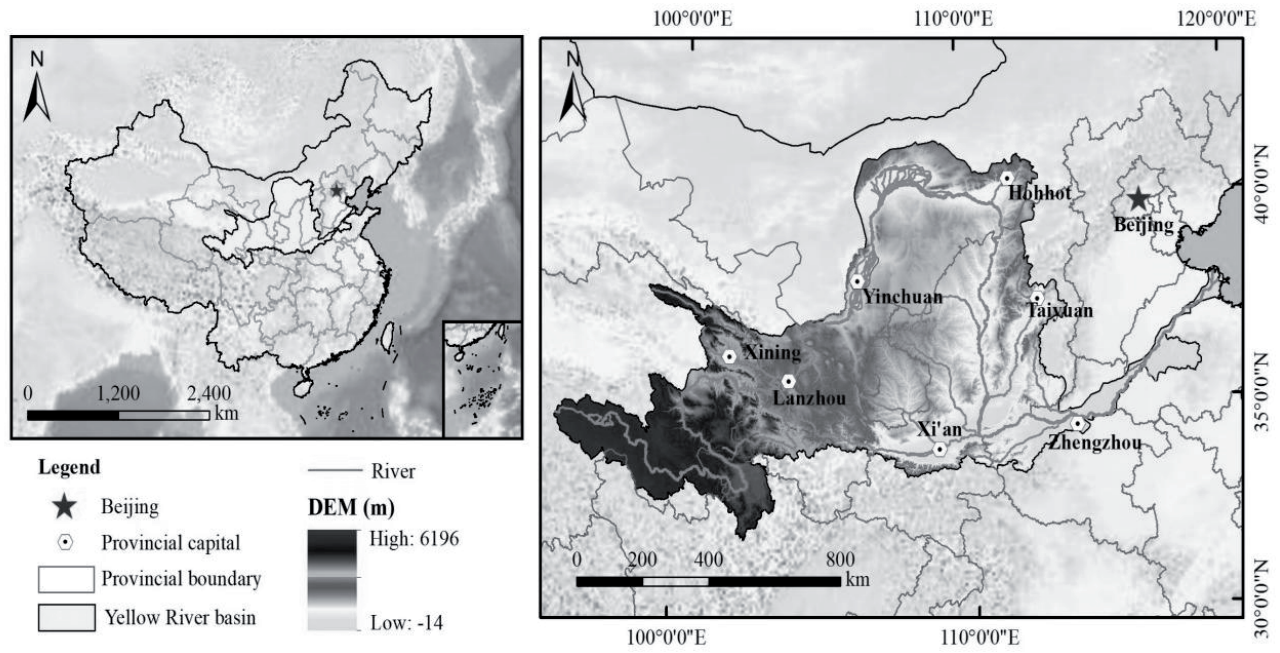 100°0'0"E 110°0'0"E 120°0'0"E
N
0 1,200 2,400
km
N
Hohhot
Beijing
Yinchuan
Taiyuan
Xining
Lanzhou
Xi'an
Zhengzhou
0 200 400 800
km
40°0'0"N
35°0'0"N
30°0'0"N
100°0'0"E 110°0'0"E
Legend
Beijing
Provincial capital
Provincial boundary
Yellow River basin
River
DEM (m)
High: 6196
Low: -14